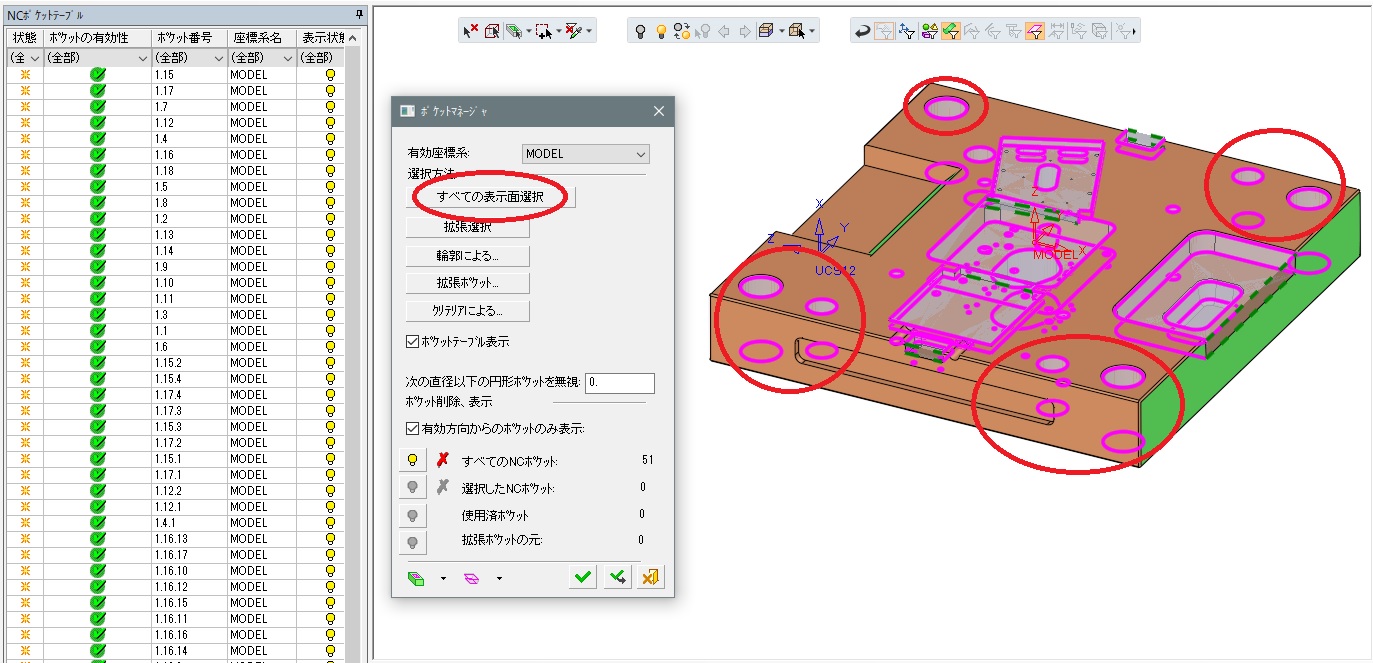 NCポケットテーブル
状態 ポケットの有効性 ポケット番号 座標系名 表示状態
(全 (全部) (全部) (全部) (全部)
1.15 MODEL
1.17 MODEL
1.7 MODEL
1.12 MODEL
1.4 MODEL
1.16 MODEL
1.18 MODEL
1.5 MODEL
1.8 MODEL
1.2 MODEL
1.13 MODEL
1.14 MODEL
1.9 MODEL
1.10 MODEL
1.11 MODEL
1.3 MODEL
1.1 MODEL
1.6 MODEL
1.15.2 MODEL
1.15.4 MODEL
1.17.4 MODEL
1.17.3 MODEL
1.15.3 MODEL
1.17.2 MODEL
1.15.1 MODEL
1.17.1 MODEL
1.12.2 MODEL
1.12.1 MODEL
1.4.1 MODEL
1.16.13 MODEL
1.16.17 MODEL
1.16.10 MODEL
1.16.12 MODEL
1.16.15 MODEL
1.16.11 MODEL
1.16.16 MODEL
1.16.14 MODEL
ポケットマネージャ
有効座標系: MODEL
選択方法
すべての表示面選択
拡張選択
輪郭による...
拡張ポケット...
クリテリアによる...
ポケットテーブル表示
次の直径以下の円形ポケットを無視: 0.
ポケット削除、表示
有効方向からのポケットのみ表示:
すべてのNCポケット: 51
選択したNCポケット: 0
使用済ポケット 0
拡張ポケットの元: 0
X
Y
Z
UCS12
Z
Y
X
MODEL